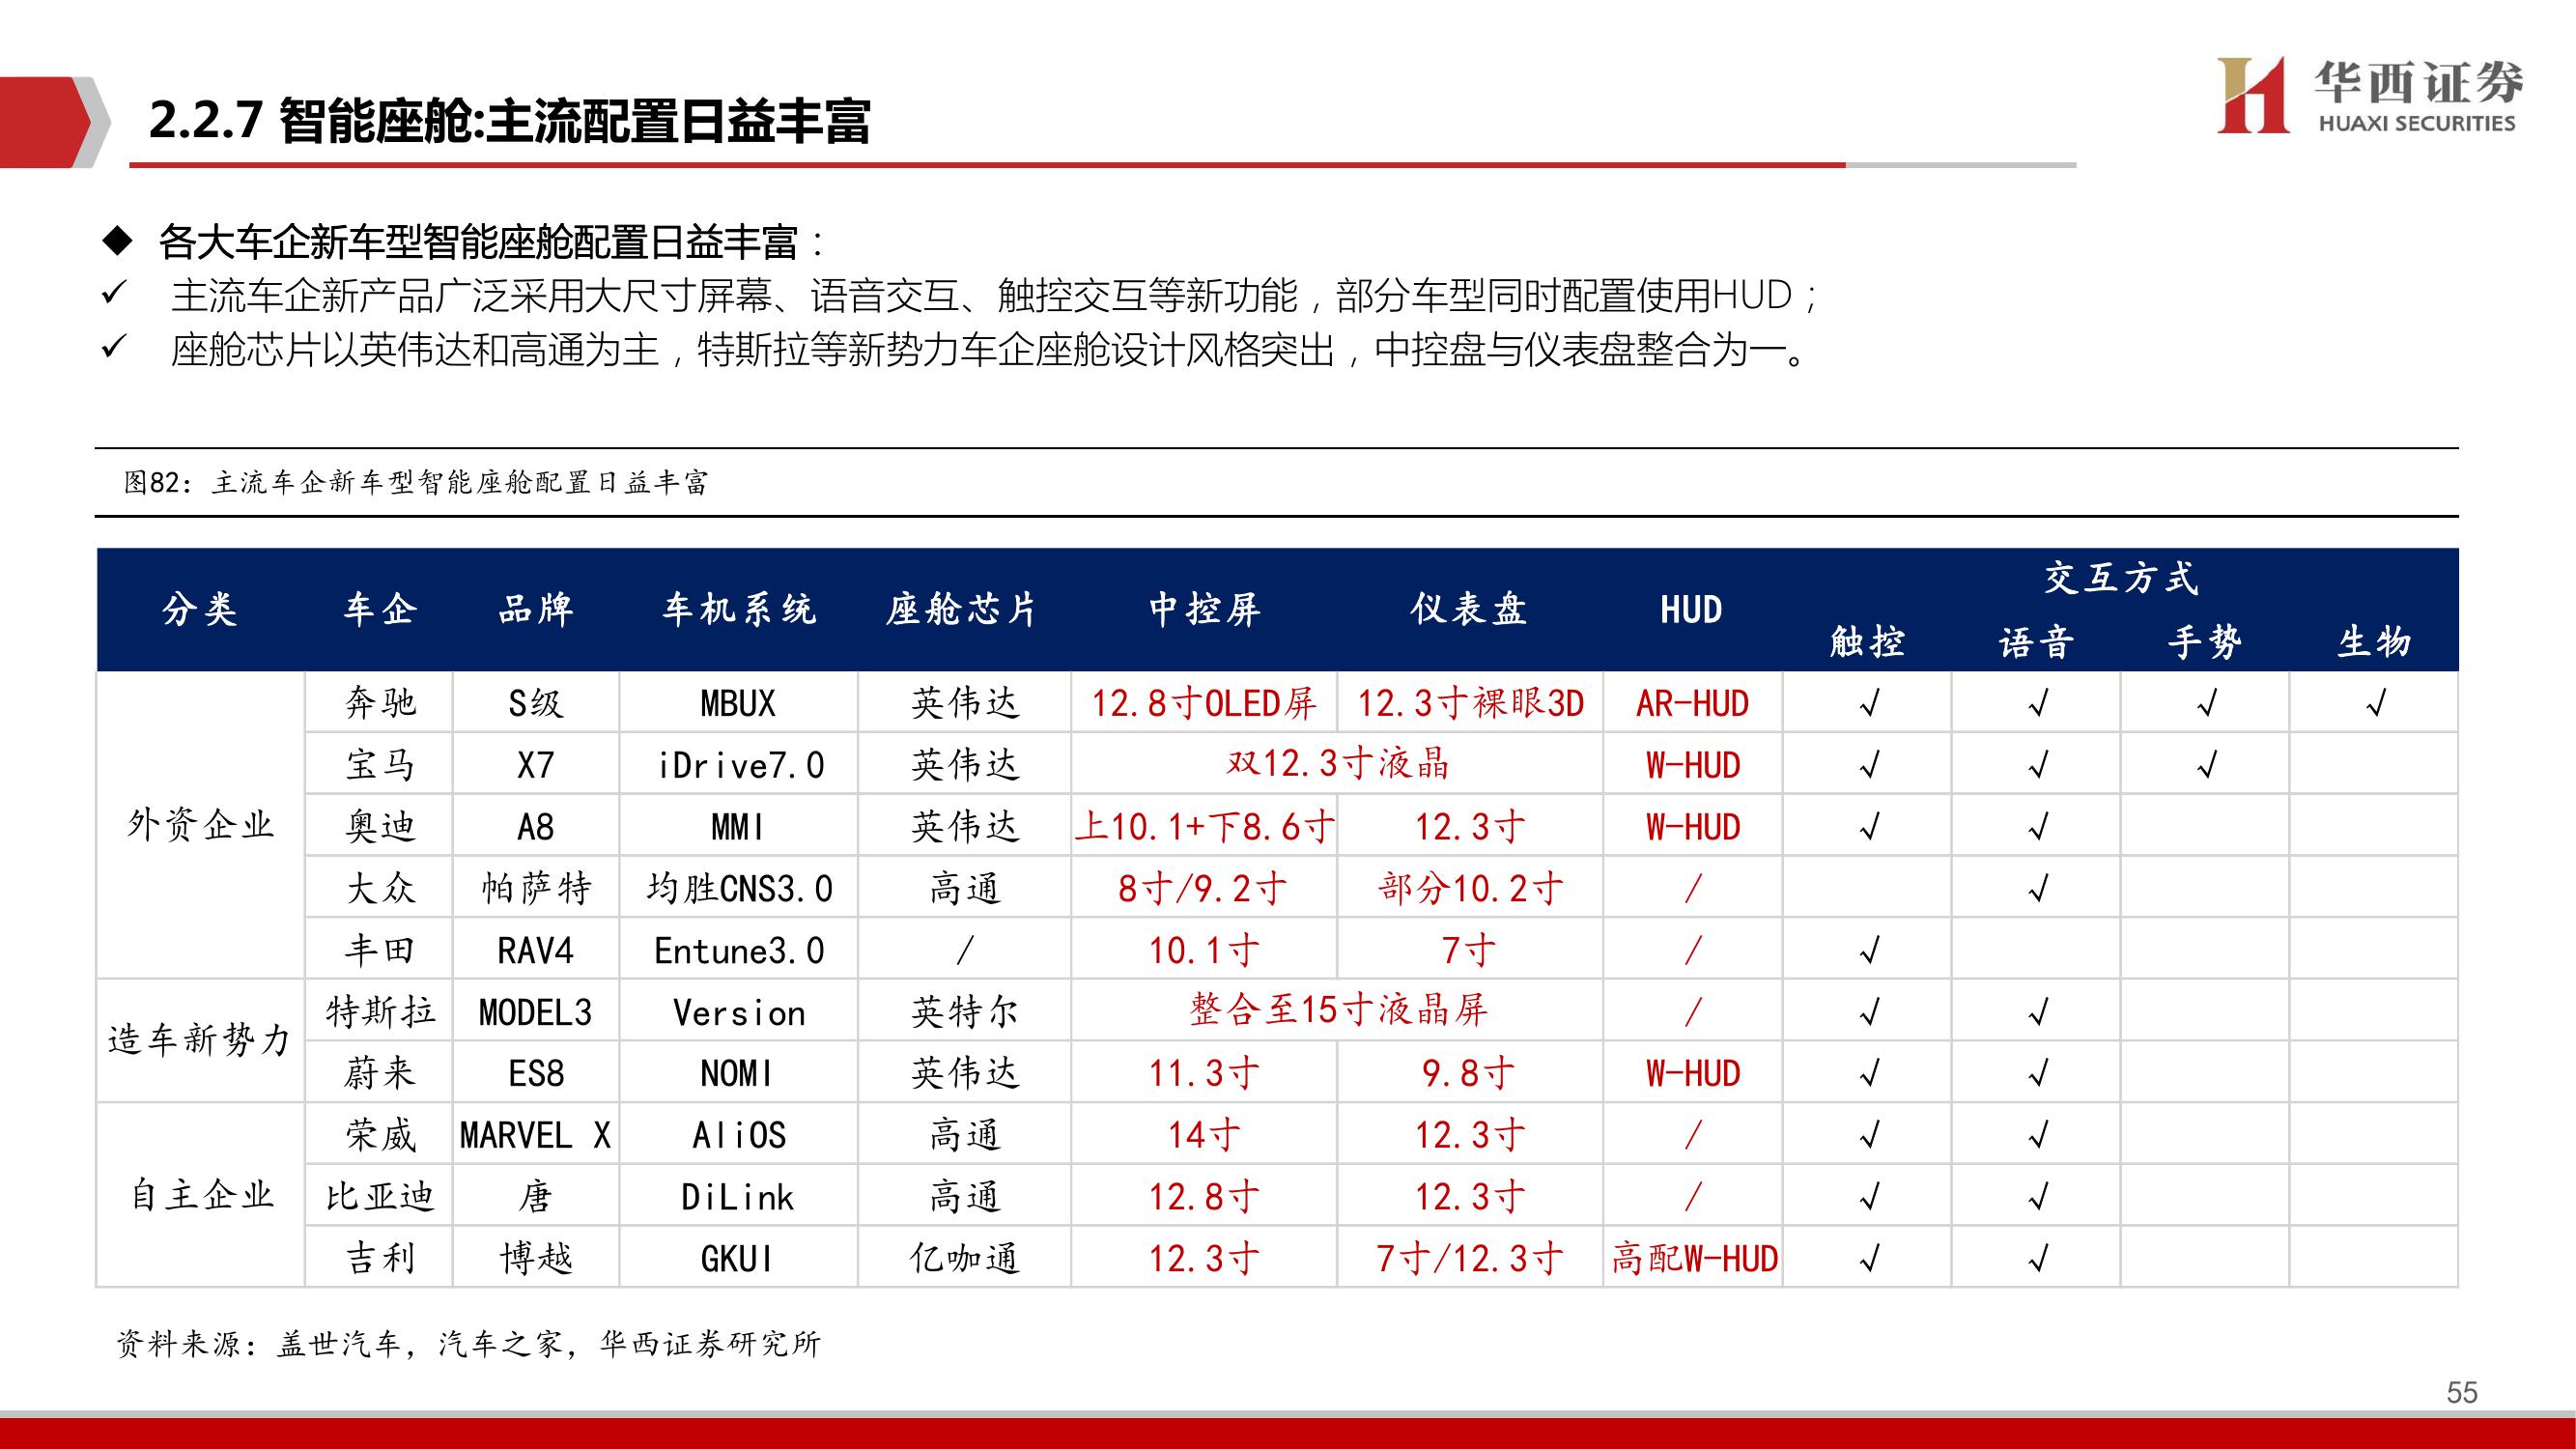 2.2.7 智能座舱:主流配置日益丰富
华西证券
HUAXI SECURITIES
◆ 各大车企新车型智能座舱配置日益丰富：
✓ 主流车企新产品广泛采用大尺寸屏幕、语音交互、触控交互等新功能，部分车型同时配置使用HUD；
✓ 座舱芯片以英伟达和高通为主，特斯拉等新势力车企座舱设计风格突出，中控盘与仪表盘整合为一。
图82：主流车企新车型智能座舱配置日益丰富
分类 车企 品牌 车机系统 座舱芯片 中控屏 仪表盘 HUD 交互方式
触控 语音 手势 生物
外资企业 奔驰 S级 MBUX 英伟达 12.8寸OLED屏 12.3寸裸眼3D AR-HUD √ √ √ √
宝马 X7 iDrive7.0 英伟达 双12.3寸液晶 W-HUD √ √ √
奥迪 A8 MMI 英伟达 上10.1+下8.6寸 12.3寸 W-HUD √ √
大众 帕萨特 均胜CNS3.0 高通 8寸/9.2寸 部分10.2寸 / √
丰田 RAV4 Entune3.0 / 10.1寸 7寸 / √
造车新势力 特斯拉 MODEL3 Version 英特尔 整合至15寸液晶屏 / √ √
蔚来 ES8 NOMI 英伟达 11.3寸 9.8寸 W-HUD √ √
自主企业 荣威 MARVEL X AliOS 高通 14寸 12.3寸 / √ √
比亚迪 唐 DiLink 高通 12.8寸 12.3寸 / √ √
吉利 博越 GKUI 亿咖通 12.3寸 7寸/12.3寸 高配W-HUD √ √
资料来源：盖世汽车，汽车之家，华西证券研究所
55